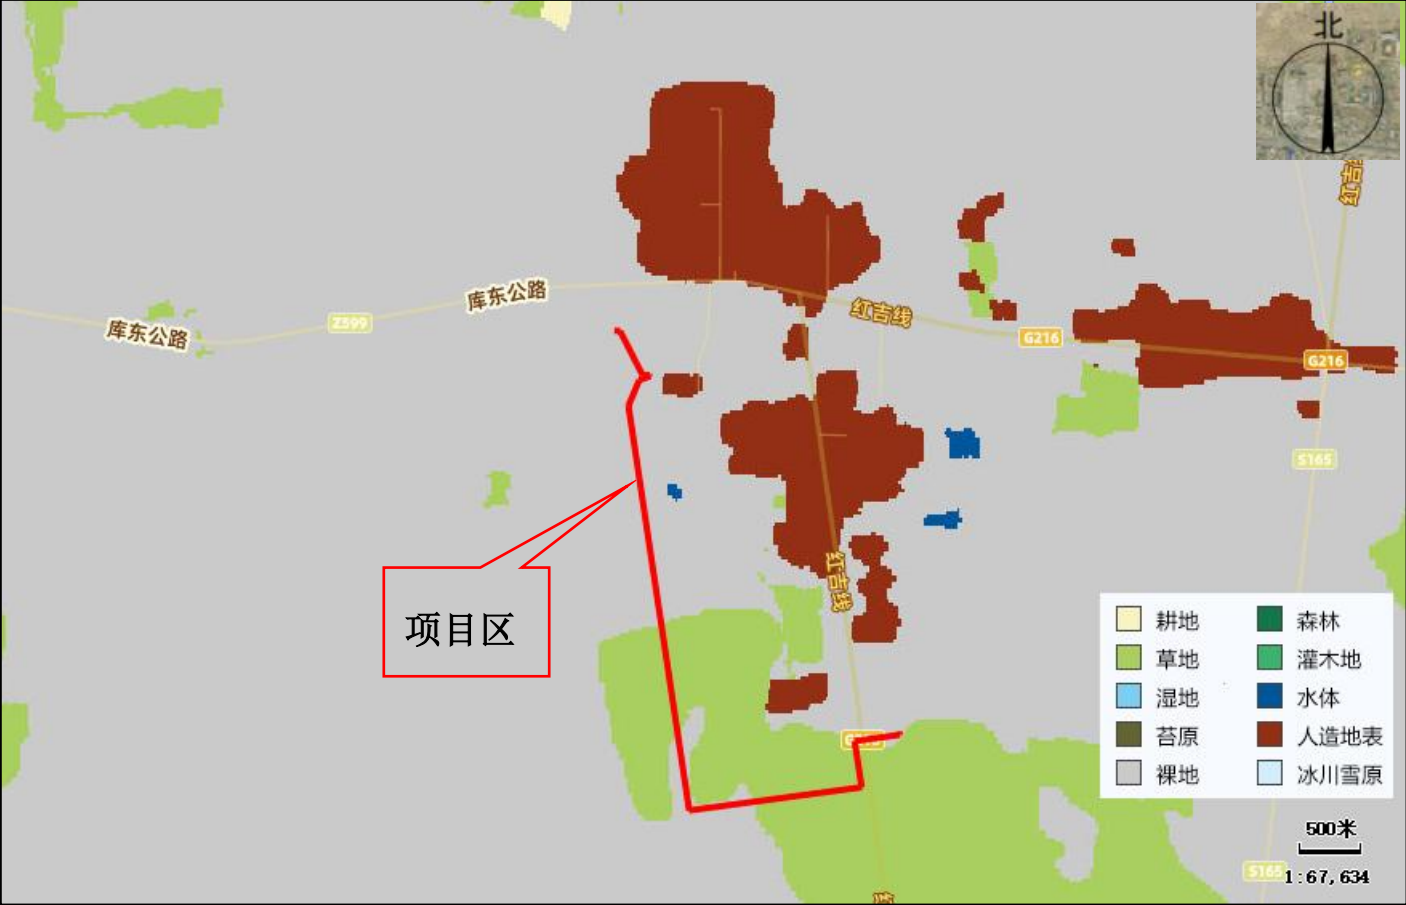 北
红吉
库东公路
红吉线
Z599
库东公路
G216
G216
S165
红吉线
项目区
耕地
森林
草地
灌木地
湿地
水体
苔原
人造地表
裸地
冰川雪原
500米
S165
1:67,634